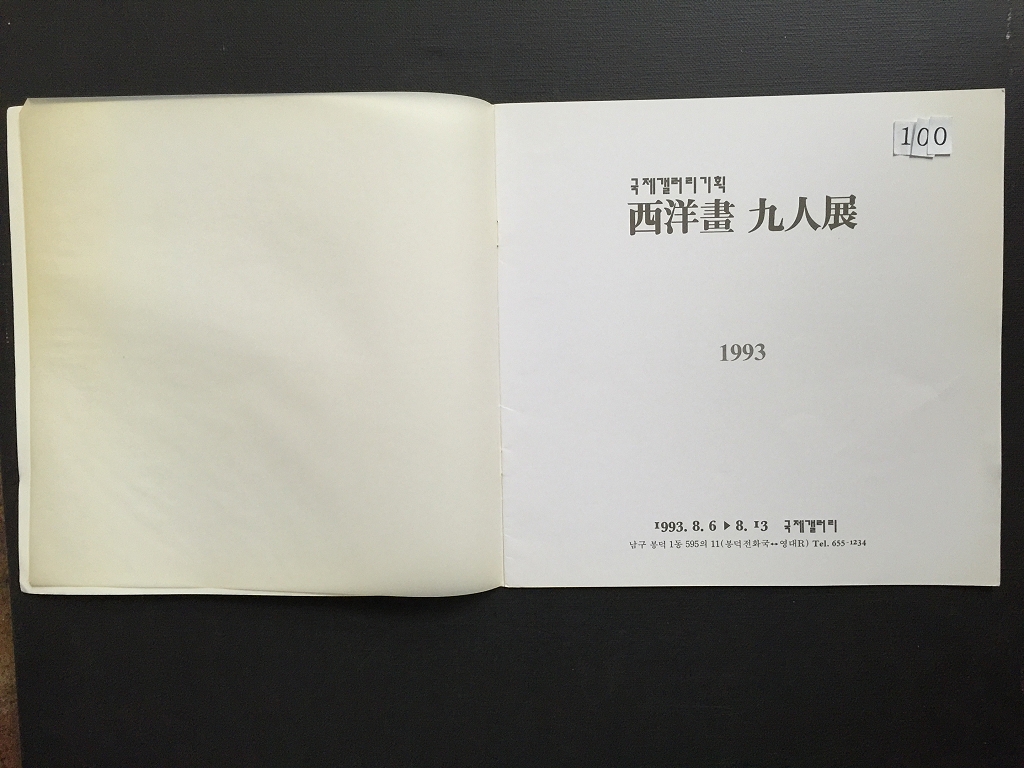 100
국제갤러리기획
西洋畫 九人展
1993
1993. 8. 6 ▶ 8. 13 국제갤러리
남구 봉덕 1동 595의 11(봉덕전화국↔영대R) Tel. 655-1234